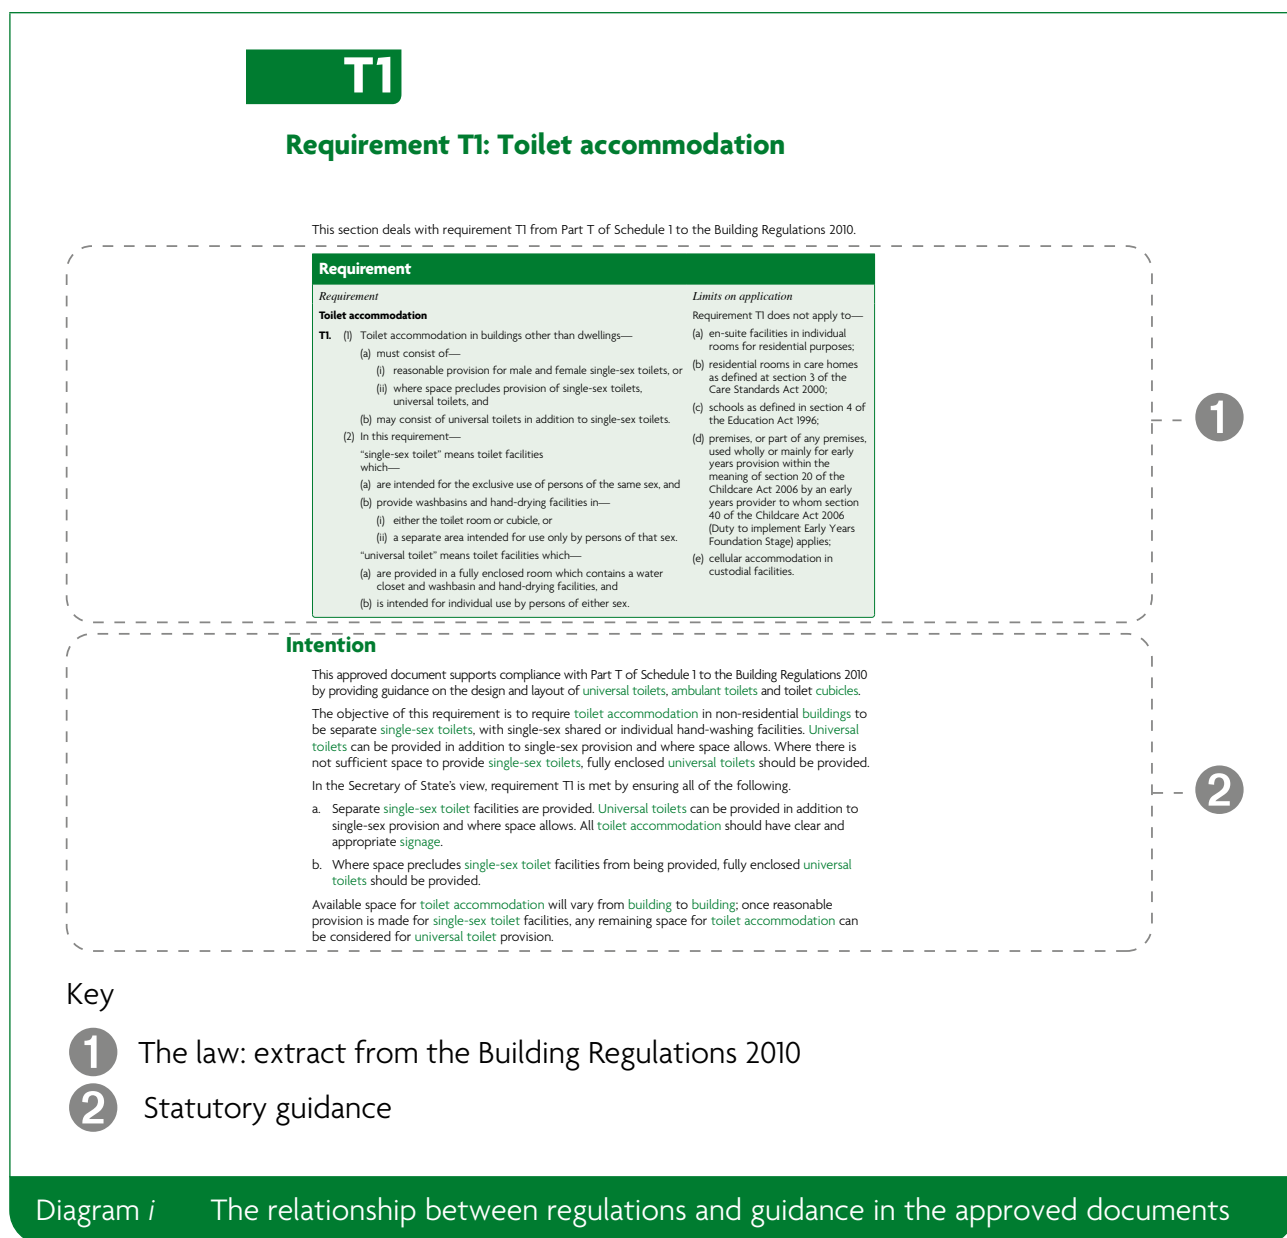 T1
Requirement T1: Toilet accommodation
This section deals with requirement T1 from Part T of Schedule 1 to the Building Regulations 2010.
Requirement
Requirement
Toilet accommodation
T1. (1) Toilet accommodation in buildings other than dwellings—
(a) must consist of—
(i) reasonable provision for male and female single-sex toilets, or
(ii) where space precludes provision of single-sex toilets,
universal toilets, and
(b) may consist of universal toilets in addition to single-sex toilets.
(2) In this requirement—
“single-sex toilet” means toilet facilities
which—
(a) are intended for the exclusive use of persons of the same sex, and
(b) provide washbasins and hand-drying facilities in—
(i) either the toilet room or cubicle, or
(ii) a separate area intended for use only by persons of that sex.
“universal toilet” means toilet facilities which—
(a) are provided in a fully enclosed room which contains a water
closet and washbasin and hand-drying facilities, and
(b) is intended for individual use by persons of either sex.
Limits on application
Requirement T1 does not apply to—
(a) en-suite facilities in individual
rooms for residential purposes;
(b) residential rooms in care homes
as defined at section 3 of the
Care Standards Act 2000;
(c) schools as defined in section 4 of
the Education Act 1996;
(d) premises, or part of any premises,
used wholly or mainly for early
years provision within the
meaning of section 20 of the
Childcare Act 2006 by an early
years provider to whom section
40 of the Childcare Act 2006
(Duty to implement Early Years
Foundation Stage) applies;
(e) cellular accommodation in
custodial facilities.
1
Intention
This approved document supports compliance with Part T of Schedule 1 to the Building Regulations 2010
by providing guidance on the design and layout of universal toilets, ambulant toilets and toilet cubicles.
The objective of this requirement is to require toilet accommodation in non-residential buildings to
be separate single-sex toilets, with single-sex shared or individual hand-washing facilities. Universal
toilets can be provided in addition to single-sex provision and where space allows. Where there is
not sufficient space to provide single-sex toilets, fully enclosed universal toilets should be provided.
In the Secretary of State’s view, requirement T1 is met by ensuring all of the following.
a. Separate single-sex toilet facilities are provided. Universal toilets can be provided in addition to
single-sex provision and where space allows. All toilet accommodation should have clear and
appropriate signage.
b. Where space precludes single-sex toilet facilities from being provided, fully enclosed universal
toilets should be provided.
Available space for toilet accommodation will vary from building to building; once reasonable
provision is made for single-sex toilet facilities, any remaining space for toilet accommodation can
be considered for universal toilet provision.
2
Key
1 The law: extract from the Building Regulations 2010
2 Statutory guidance
Diagram i The relationship between regulations and guidance in the approved documents